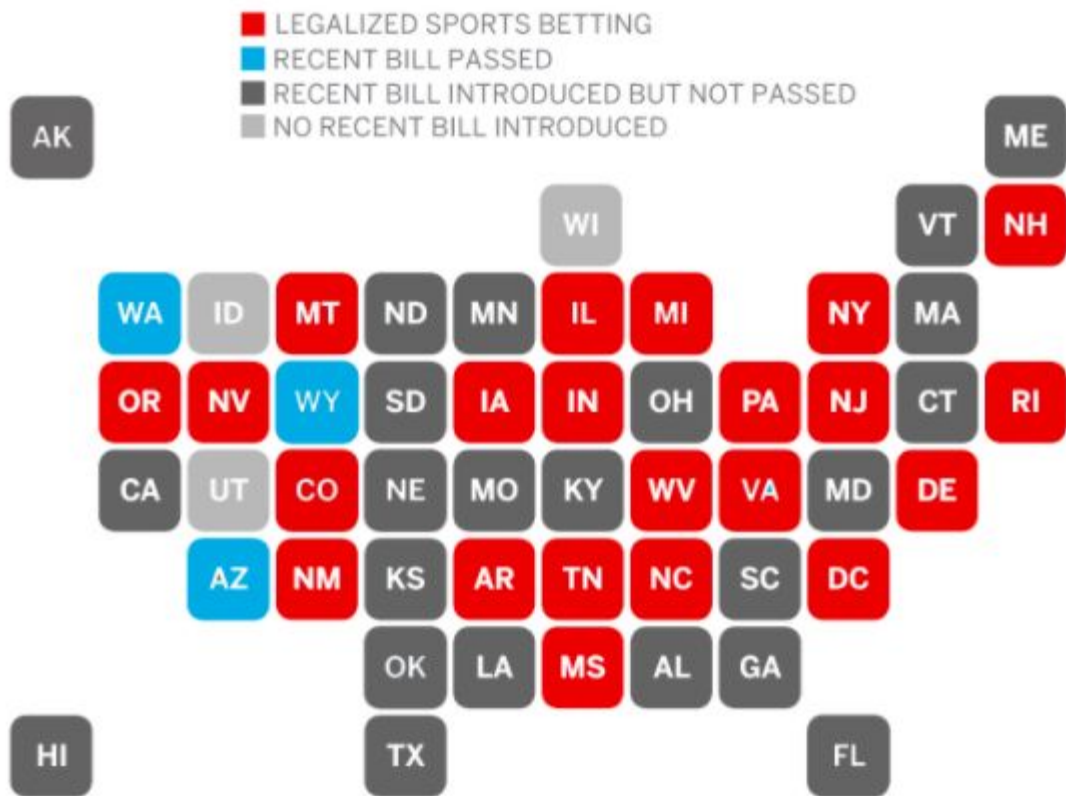 LEGALIZED SPORTS BETTING
RECENT BILL PASSED
RECENT BILL INTRODUCED BUT NOT PASSED
NO RECENT BILL INTRODUCED
AK ME
WI VT NH
WA ID MT ND MN IL MI NY MA
OR NV WY SD IA IN OH PA NJ CT RI
CA UT CO NE MO KY WV VA MD DE
AZ NM KS AR TN NC SC DC
OK LA MS AL GA
HI TX FL